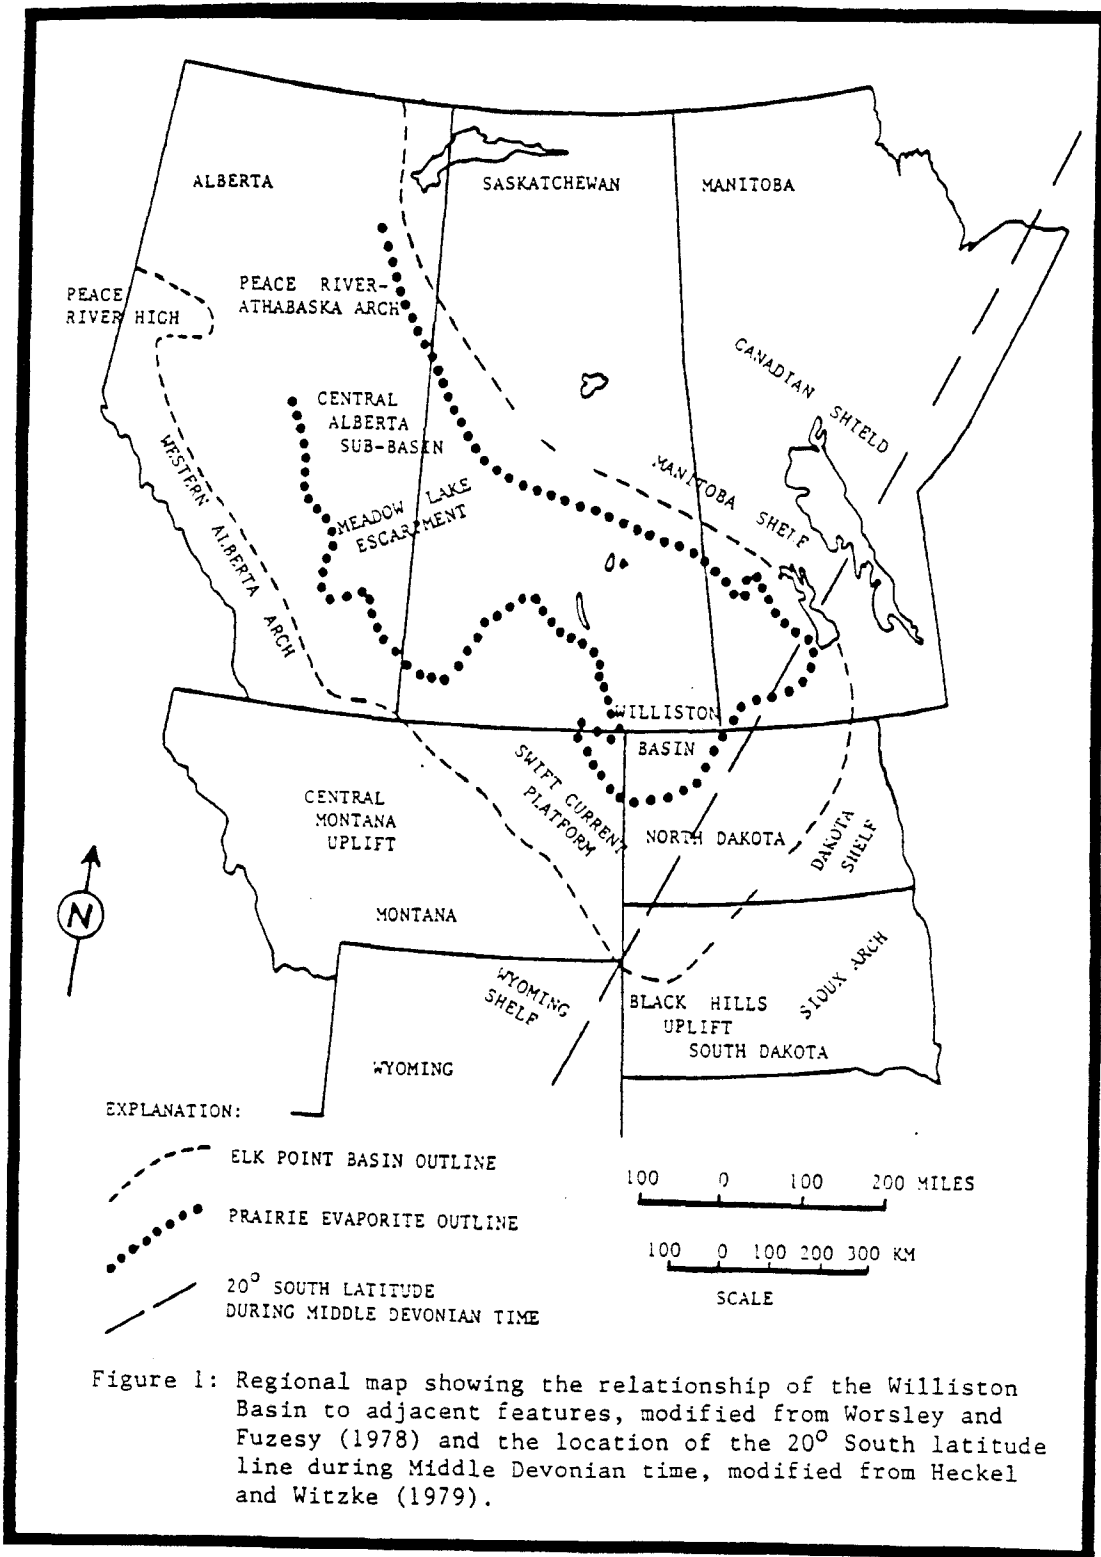 ALBERTA
SASKATCHEWAN
MANITOBA
PEACE
RIVER HIGH
PEACE RIVER-
ATHABASKA ARCH
CANADIAN SHIELD
CENTRAL
ALBERTA
SUB-BASIN
WESTERN ALBERTA ARCH
MEADOW LAKE
ESCARPMENT
MANITOBA SHELF
WILLISTON
BASIN
SWIFT CURRENT
PLATFORM
CENTRAL
MONTANA
UPLIFT
NORTH DAKOTA
DAKOTA
SHELF
N
MONTANA
WYOMING
SHELF
BLACK HILLS
UPLIFT
SIOUX ARCH
SOUTH DAKOTA
WYOMING
EXPLANATION:
ELK POINT BASIN OUTLINE
PRAIRIE EVAPORITE OUTLINE
20° SOUTH LATITUDE
DURING MIDDLE DEVONIAN TIME
100 0 100 200 MILES
100 0 100 200 300 KM
SCALE
Figure 1: Regional map showing the relationship of the Williston
Basin to adjacent features, modified from Worsley and
Fuzesy (1978) and the location of the 20° South latitude
line during Middle Devonian time, modified from Heckel
and Witzke (1979).